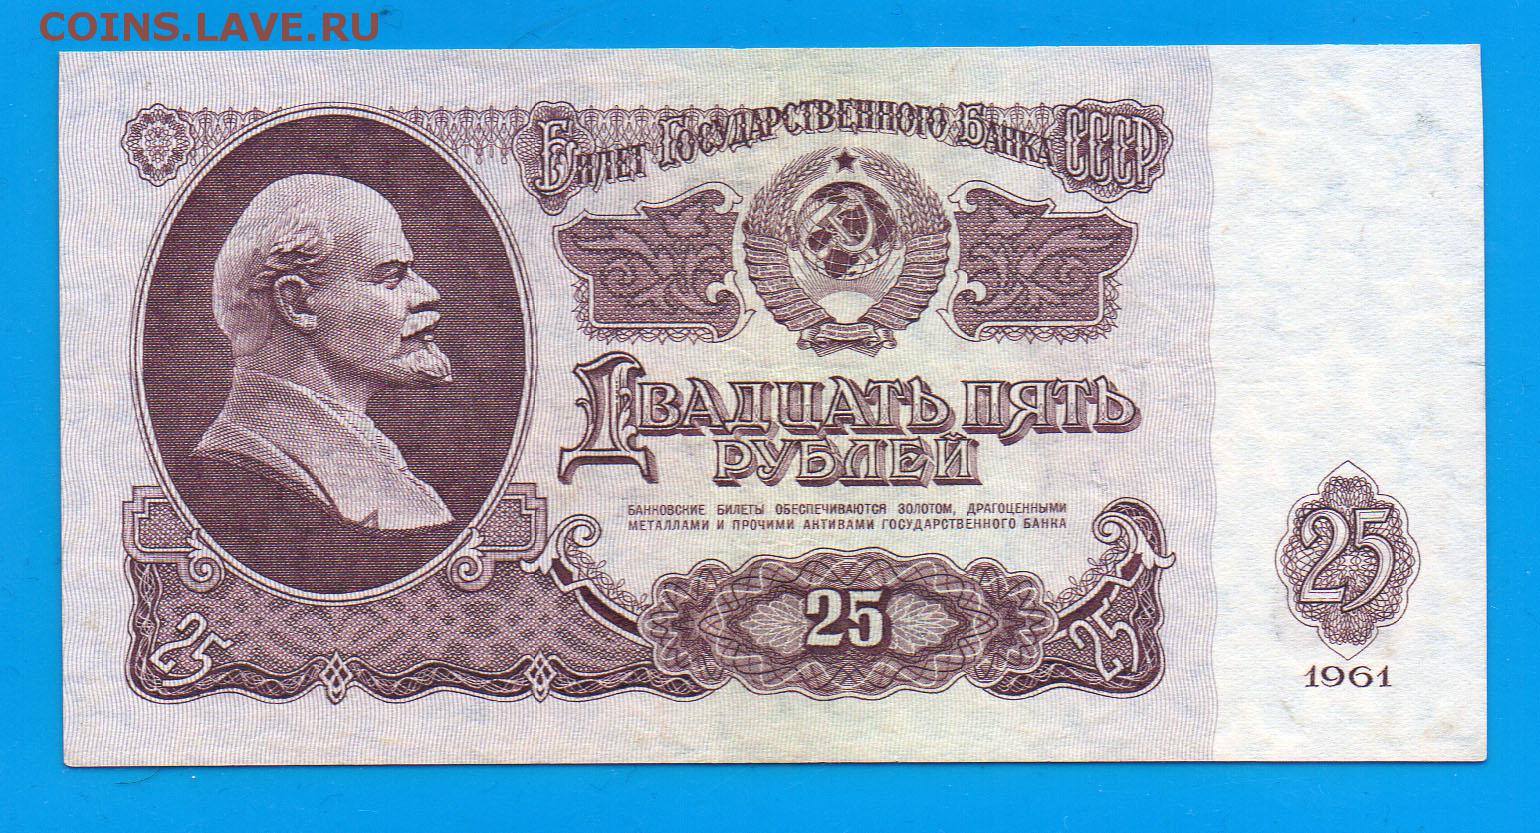 COINS.LAVE.RU
Билет Государственного Банка СССР
Двадцать пять
рублей
Банковские билеты обеспечиваются золотом, драгоценными
металлами и прочими активами Государственного Банка
25
25
25
25
1961